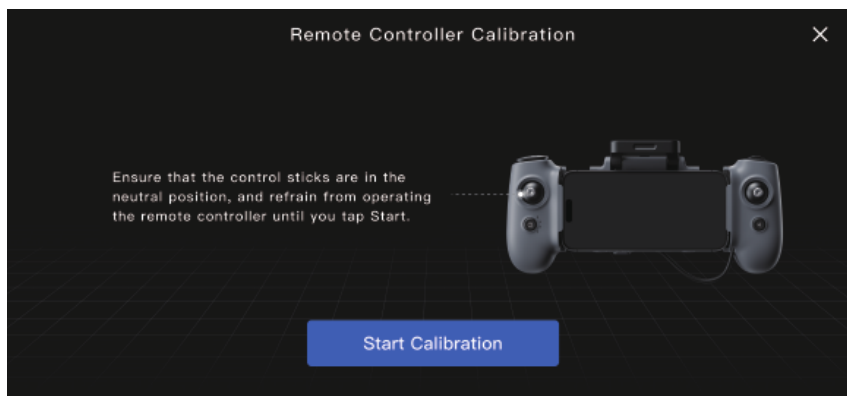 Remote Controller Calibration
Ensure that the control sticks are in the
neutral position, and refrain from operating
the remote controller until you tap Start.
Start Calibration